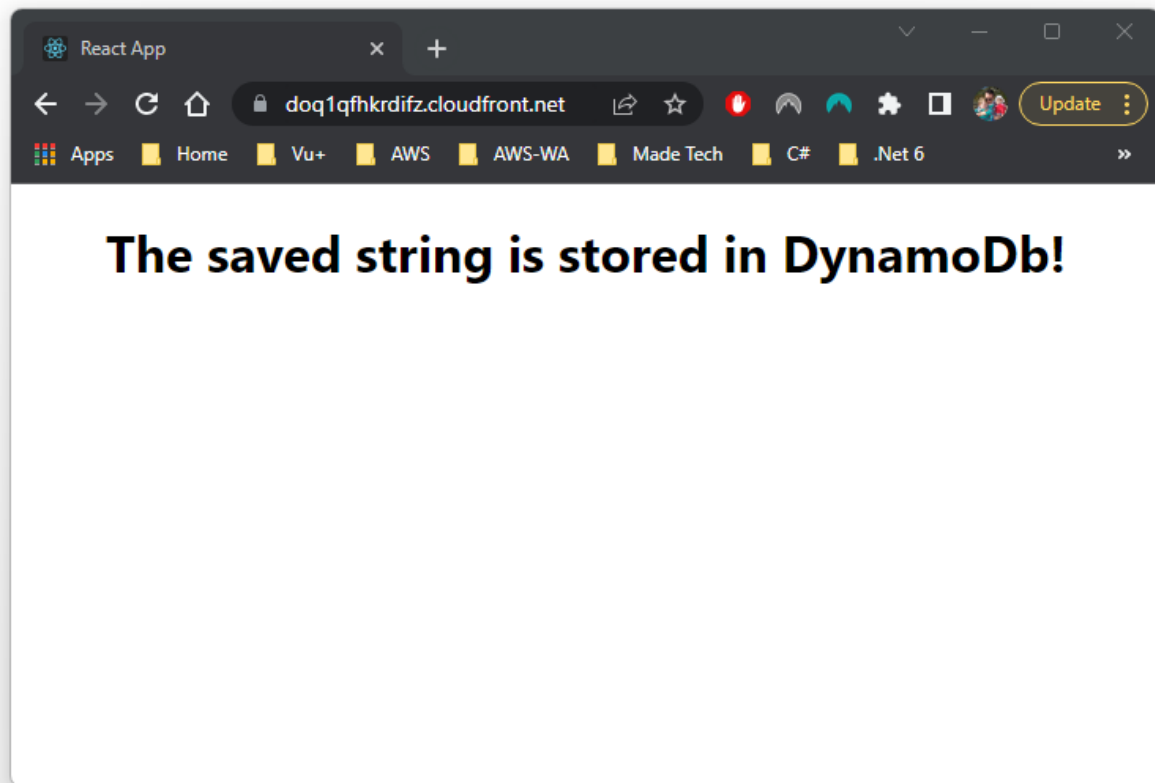 React App
doq1qfhkrdifz.cloudfront.net Update
Apps Home Vu+ AWS AWS-WA Made Tech C# .Net 6 »
The saved string is stored in DynamoDb!